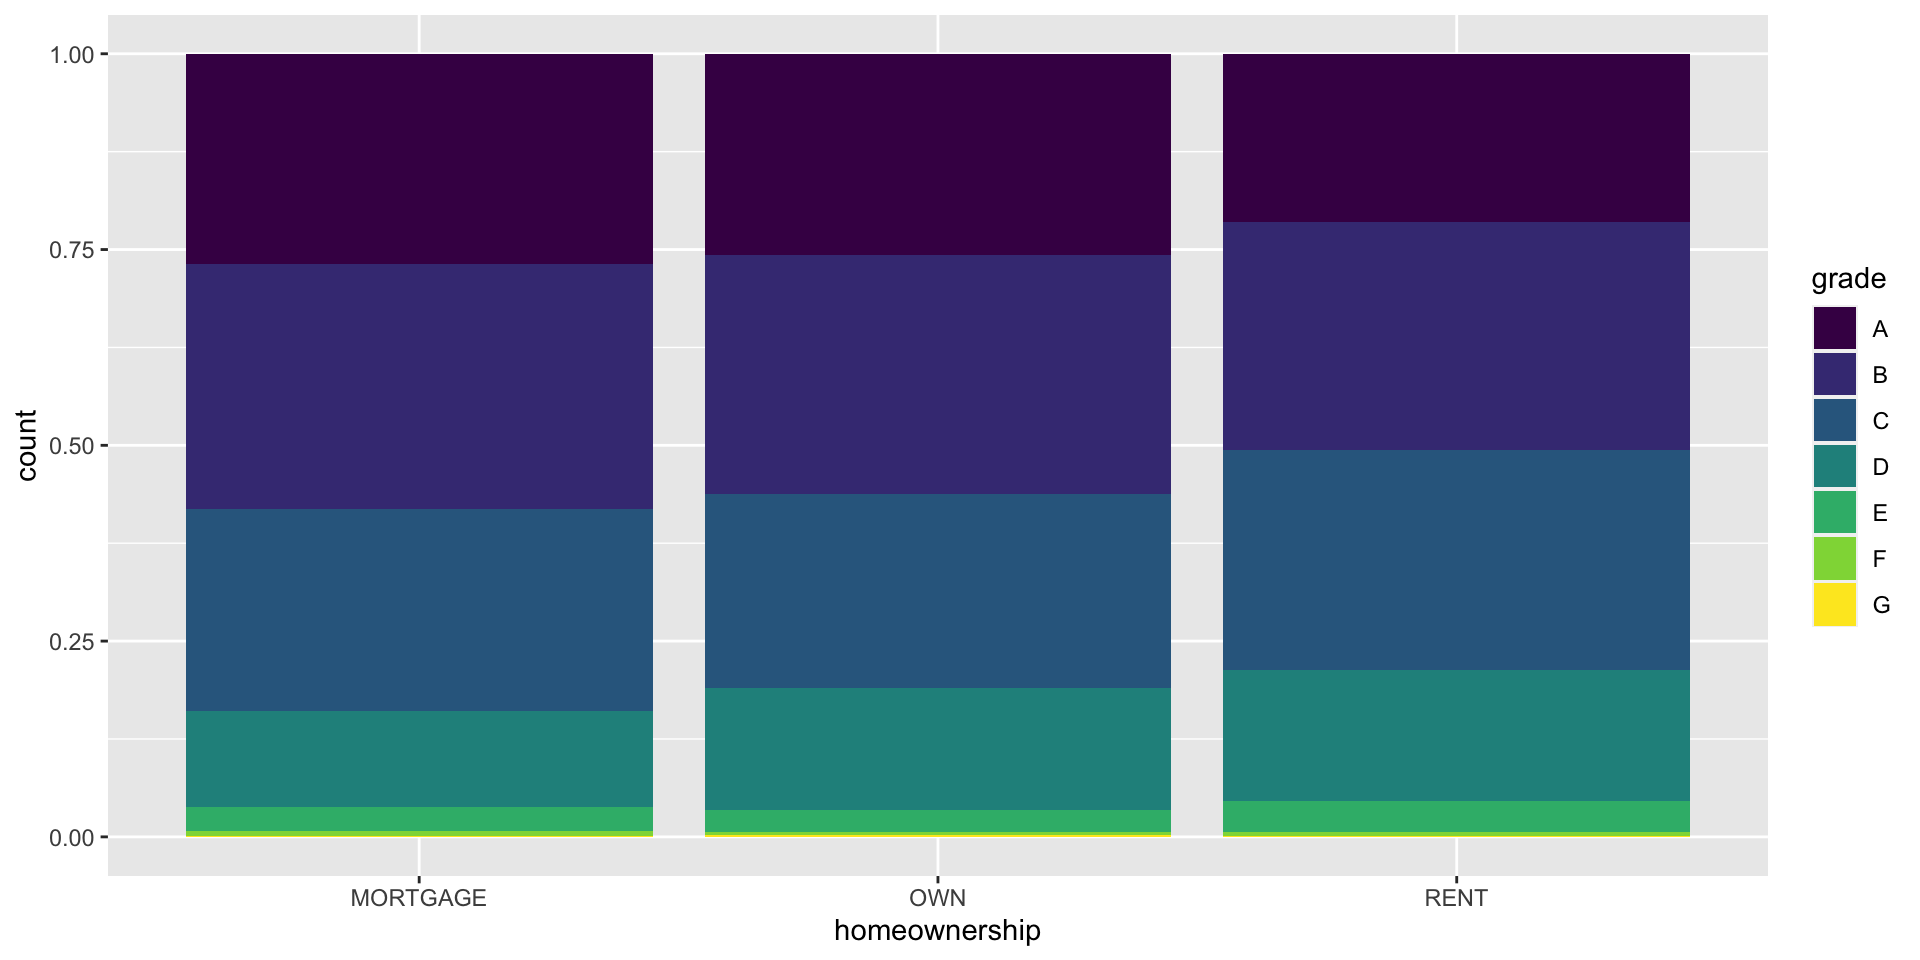 1.00
0.75
0.50
0.25
0.00
count
MORTGAGE
OWN
RENT
homeownership
grade
A
B
C
D
E
F
G